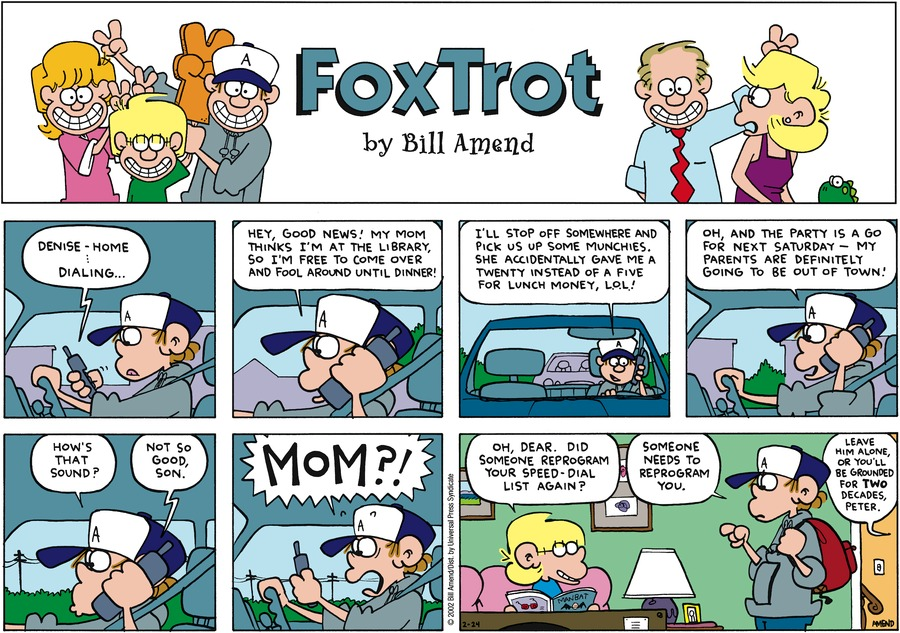 A
FOXTROT
by Bill Amend
DENISE - HOME
:
DIALING...
A
HEY, GOOD NEWS! MY MOM
THINKS I'M AT THE LIBRARY,
SO I'M FREE TO COME OVER
AND FOOL AROUND UNTIL DINNER!
A
I'LL STOP OFF SOMEWHERE AND
PICK US UP SOME MUNCHIES.
SHE ACCIDENTALLY GAVE ME A
TWENTY INSTEAD OF A FIVE
FOR LUNCH MONEY, L.O.L.!
A
OH, AND THE PARTY IS A GO
FOR NEXT SATURDAY — MY
PARENTS ARE DEFINITELY
GOING TO BE OUT OF TOWN!
A
HOW'S
THAT
SOUND?
NOT SO
GOOD,
SON.
A
MOM?!
A
© 2002 Bill Amend/Dist. by Universal Press Syndicate
OH, DEAR. DID
SOMEONE REPROGRAM
YOUR SPEED-DIAL
LIST AGAIN?
SOMEONE
NEEDS TO
REPROGRAM
YOU.
LEAVE
HIM ALONE,
OR YOU'LL
BE GROUNDED
FOR TWO
DECADES,
PETER.
A
MANBAT
2-24
AMEND